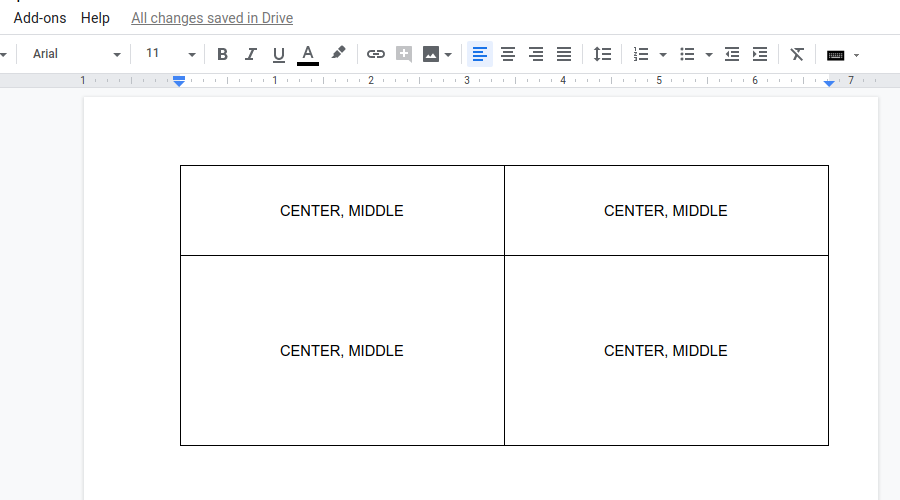 Add-ons Help All changes saved in Drive
Arial 11 B I U A
1 1 2 3 4 5 6 7
CENTER, MIDDLE CENTER, MIDDLE
CENTER, MIDDLE CENTER, MIDDLE